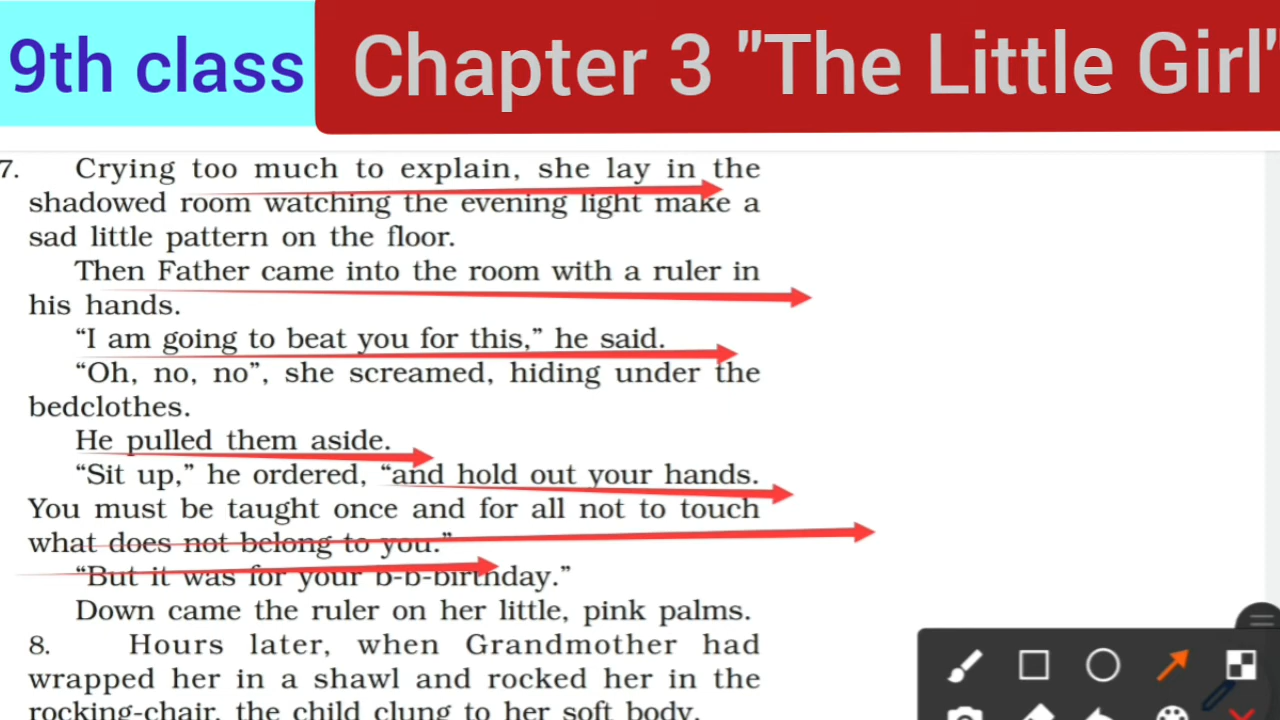 9th class
Chapter 3 "The Little Girl"
7. Crying too much to explain, she lay in the
shadowed room watching the evening light make a
sad little pattern on the floor.
Then Father came into the room with a ruler in
his hands.
“I am going to beat you for this,” he said.
“Oh, no, no”, she screamed, hiding under the
bedclothes.
He pulled them aside.
“Sit up,” he ordered, “and hold out your hands.
You must be taught once and for all not to touch
what does not belong to you.”
“But it was for your b-b-birthday.”
Down came the ruler on her little, pink palms.
8. Hours later, when Grandmother had
wrapped her in a shawl and rocked her in the
rocking-chair, the child clung to her soft body.